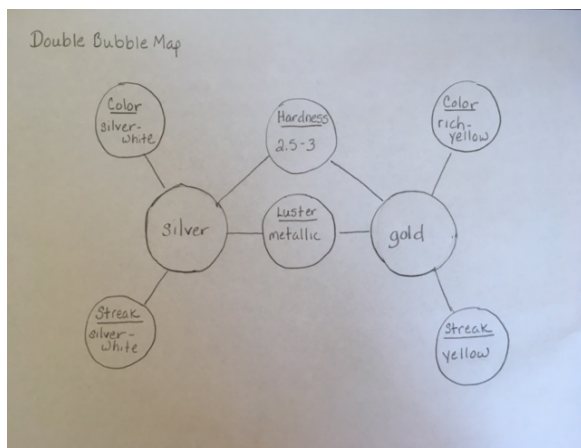 Double Bubble Map
Color
silver-
white
Hardness
2.5-3
Color
rich-
yellow
silver
Luster
metallic
gold
Streak
silver-
white
Streak
yellow